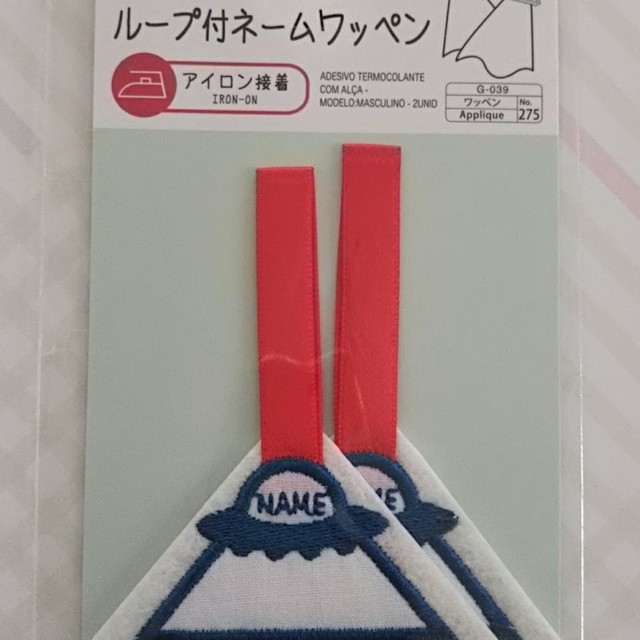 ループ付ネームワッペン
アイロン接着
IRON-ON
ADESIVO TERMOCOLANTE
COM ALÇA -
MODELO:MASCULINO - 2UNID
G-039
ワッペン
Applique
No.
275
NAME
ME